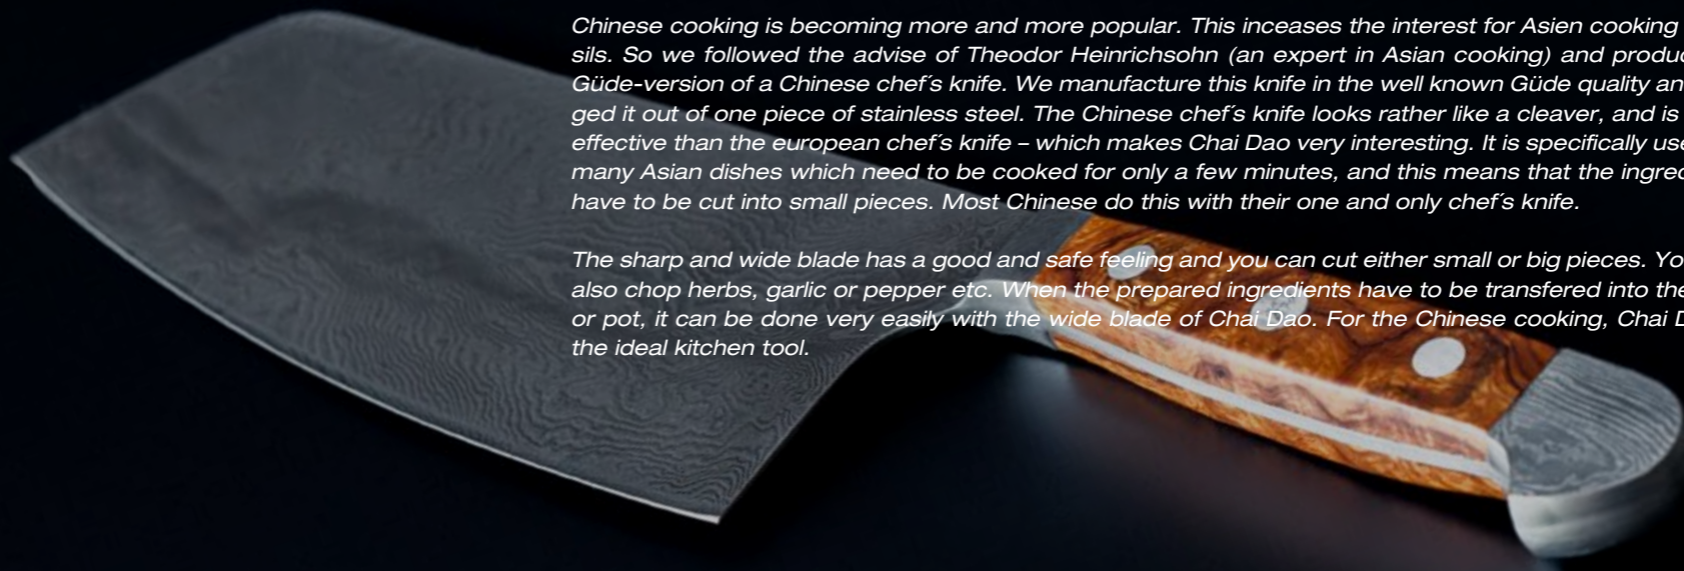 Chinese cooking is becoming more and more popular. This inceases the interest for Asien cooking
sils. So we followed the advise of Theodor Heinrichsohn (an expert in Asian cooking) and produc
Güde-version of a Chinese chef´s knife. We manufacture this knife in the well known Güde quality an
ged it out of one piece of stainless steel. The Chinese chef´s knife looks rather like a cleaver, and is
effective than the european chef´s knife – which makes Chai Dao very interesting. It is specifically use
many Asian dishes which need to be cooked for only a few minutes, and this means that the ingred
have to be cut into small pieces. Most Chinese do this with their one and only chef´s knife.
The sharp and wide blade has a good and safe feeling and you can cut either small or big pieces. Yo
also chop herbs, garlic or pepper etc. When the prepared ingredients have to be transfered into the
or pot, it can be done very easily with the wide blade of Chai Dao. For the Chinese cooking, Chai D
the ideal kitchen tool.